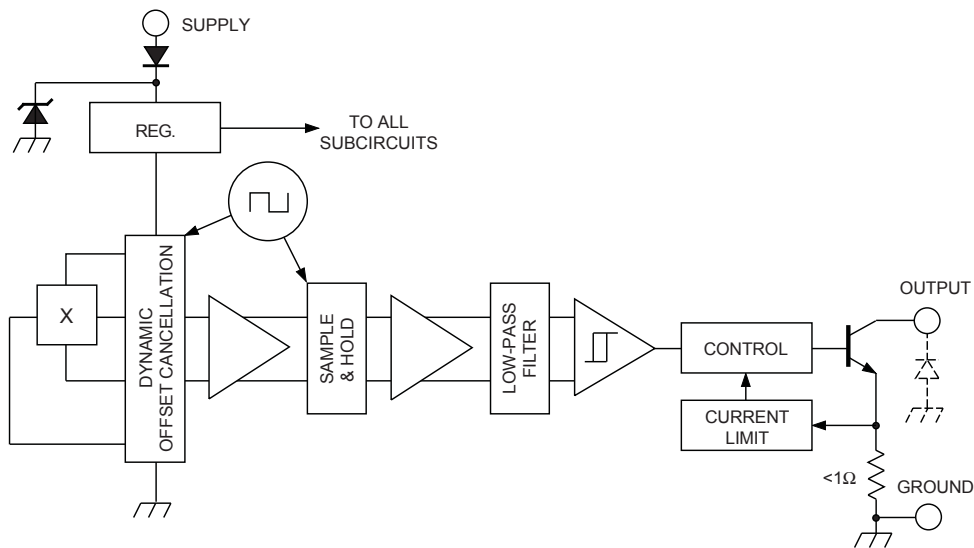 SUPPLY
REG.
TO ALL
SUBCIRCUITS
X
DYNAMIC
OFFSET CANCELLATION
SAMPLE
& HOLD
LOW-PASS
FILTER
CONTROL
CURRENT
LIMIT
OUTPUT
<1Ω
GROUND